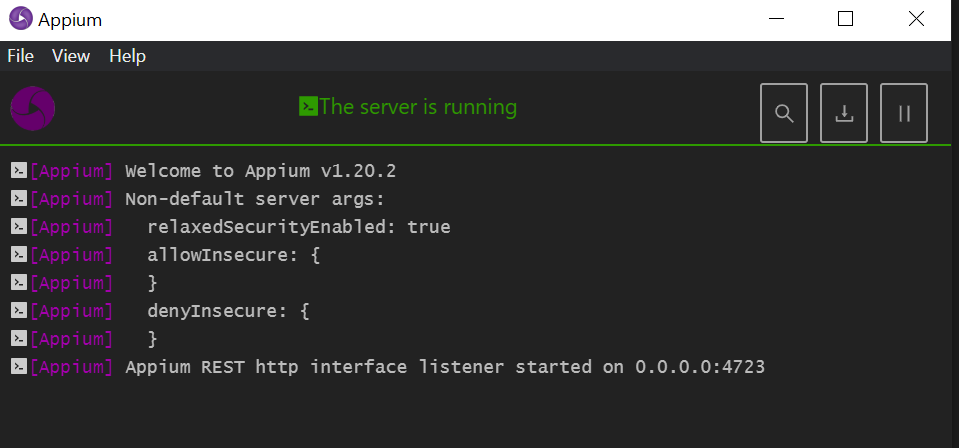 Appium
File View Help
The server is running
[Appium] Welcome to Appium v1.20.2
[Appium] Non-default server args:
[Appium]   relaxedSecurityEnabled: true
[Appium]   allowInsecure: {
[Appium]   }
[Appium]   denyInsecure: {
[Appium]   }
[Appium] Appium REST http interface listener started on 0.0.0.0:4723